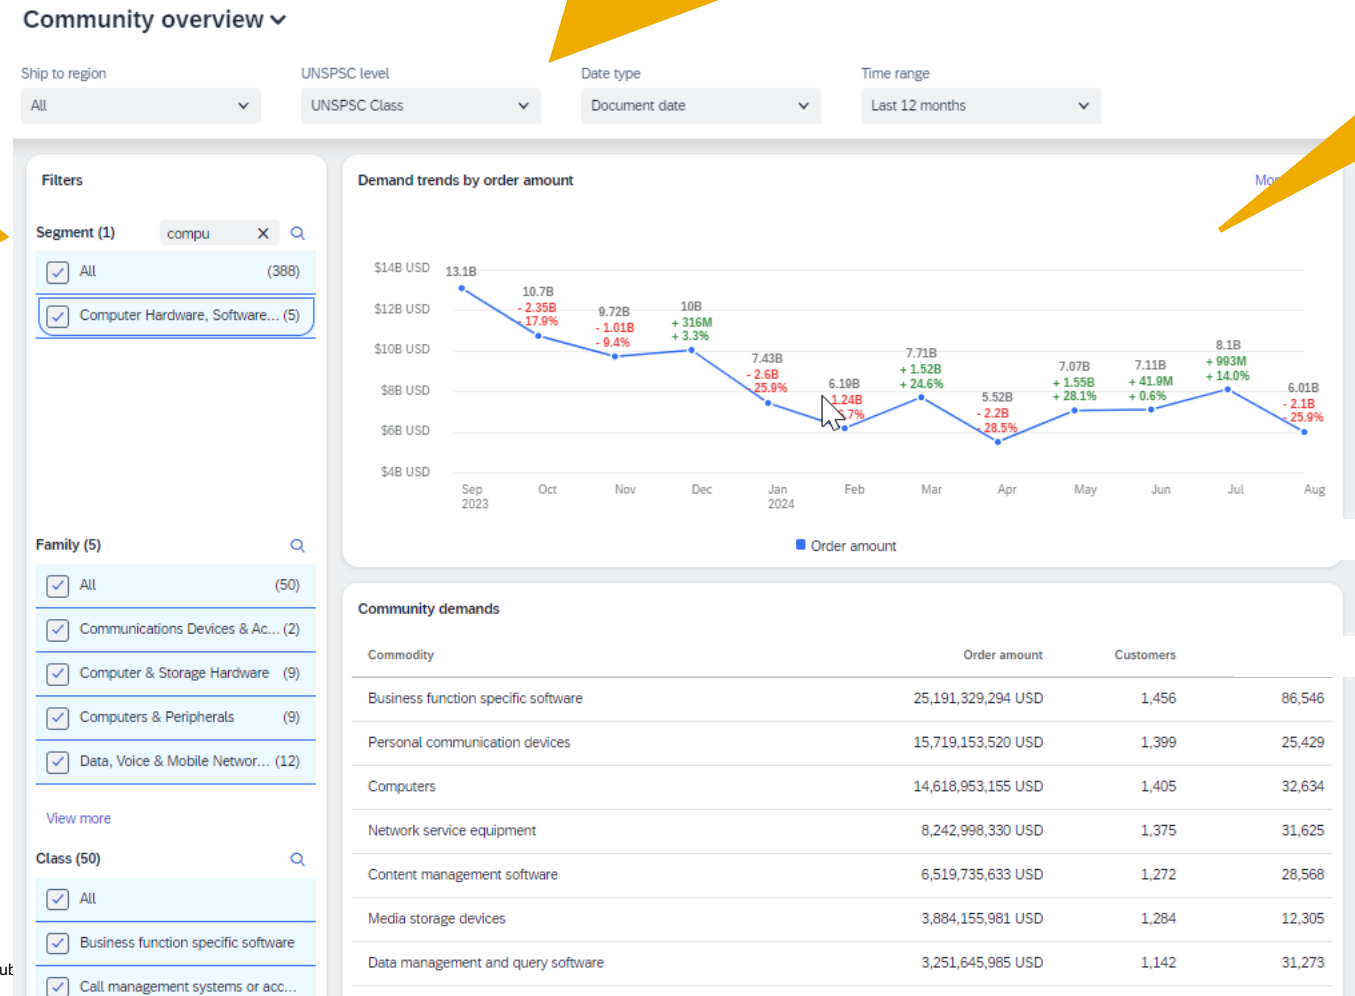 Community overview
Ship to region UNSPSC level Date type Time range
All UNSPSC Class Document date Last 12 months
Filters
Segment (1) compu
All (388)
Computer Hardware, Software... (5)
Family (5)
All (50)
Communications Devices & Ac... (2)
Computer & Storage Hardware (9)
Computers & Peripherals (9)
Data, Voice & Mobile Networ... (12)
View more
Class (50)
All
Business function specific software
Call management systems or acc...
Demand trends by order amount
$14B USD
$12B USD
$10B USD
$8B USD
$6B USD
$4B USD
13.1B
10.7B
- 2.35B
- 17.9%
9.72B
- 1.01B
- 9.4%
10B
+ 316M
+ 3.3%
7.43B
- 2.6B
- 25.9%
6.19B
1.24B
7.71B
+ 1.52B
+ 24.6%
5.52B
- 2.2B
- 28.5%
7.07B
+ 1.55B
+ 28.1%
7.11B
+ 41.9M
+ 0.6%
8.1B
+ 993M
+ 14.0%
6.01B
- 2.1B
- 25.9%
Sep Oct Nov Dec Jan Feb Mar Apr May Jun Jul Aug
2023 2024
Order amount
Community demands
Commodity Order amount Customers
Business function specific software 25,191,329,294 USD 1,456 86,546
Personal communication devices 15,719,153,520 USD 1,399 25,429
Computers 14,618,953,155 USD 1,405 32,634
Network service equipment 8,242,998,330 USD 1,375 31,625
Content management software 6,519,735,633 USD 1,272 28,568
Media storage devices 3,884,155,981 USD 1,284 12,305
Data management and query software 3,251,645,985 USD 1,142 31,273